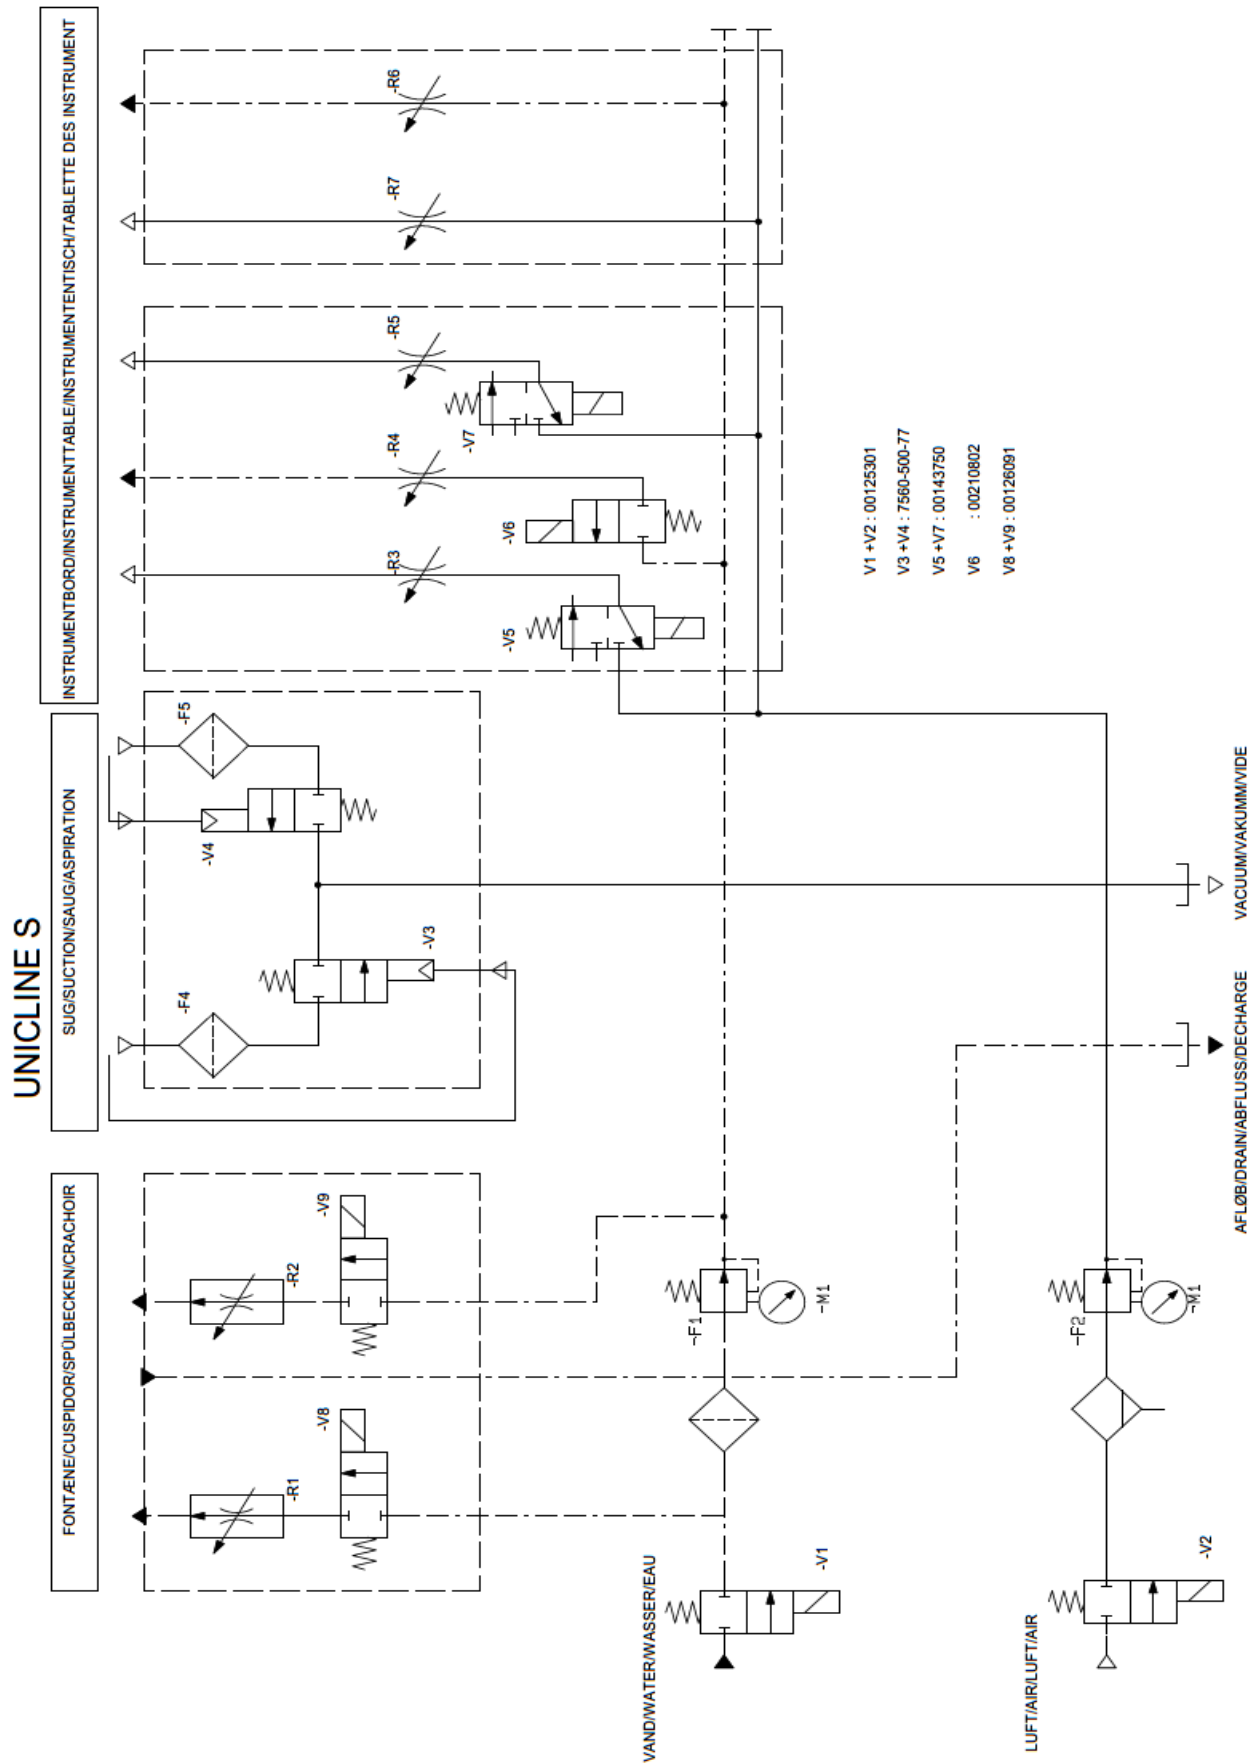 UNICLINE S
FONTÆNE/CUSPIDOR/SPÜLBECKEN/CRACHOIR
SUG/SUCTION/SAUG/ASPIRATION
INSTRUMENTBORD/INSTRUMENTTABLE/INSTRUMENTENTISCH/TABLETTE DES INSTRUMENT
-R1
-V8
-R2
-V9
-F4
-V3
-V4
-F5
-R3
-V5
-R4
-V6
-R5
-V7
-R7
-R6
VAND/WATER/WASSER/EAU
-V1
-F1
-M1
LUFT/AIR/LUFT/AIR
-V2
-F2
-M1
AFLØB/DRAIN/ABFLUSS/DECHARGE
VACUUM/VAKUMM/VIDE
V1 +V2 : 00125301
V3 +V4 : 7560-500-77
V5 +V7 : 00143750
V6 : 00210802
V8 +V9 : 00126091